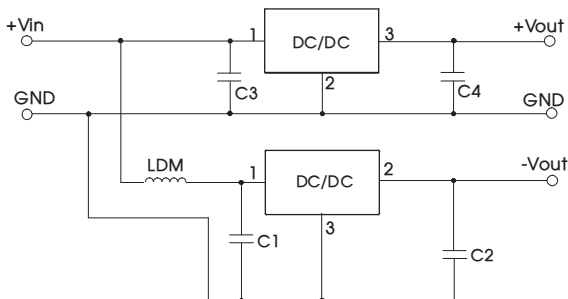 +Vin
1
DC/DC
3
+Vout
C3
2
C4
GND
GND
LDM
1
DC/DC
2
-Vout
C1
3
C2